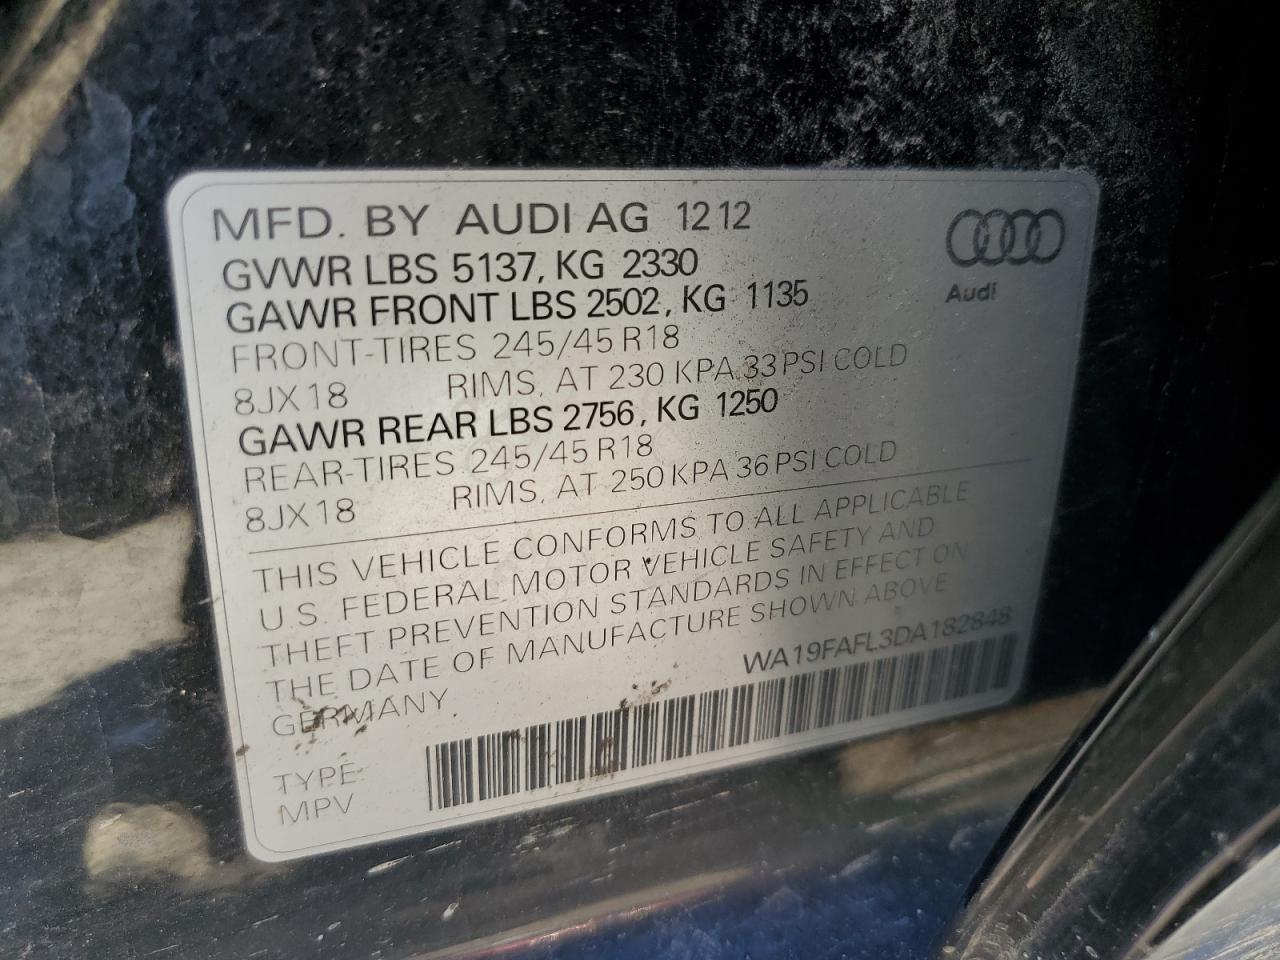 MFD. BY AUDI AG 12 12
GVWR LBS 5137, KG 2330
GAWR FRONT LBS 2502, KG 1135
FRONT-TIRES 245/45 R18
8JX18 RIMS, AT 230 KPA 33 PSI COLD
GAWR REAR LBS 2756, KG 1250
REAR-TIRES 245/45 R18
8JX18 RIMS, AT 250 KPA 36 PSI COLD
Audi
THIS VEHICLE CONFORMS TO ALL APPLICABLE
U.S. FEDERAL MOTOR VEHICLE SAFETY AND
THEFT PREVENTION STANDARDS IN EFFECT ON
THE DATE OF MANUFACTURE SHOWN ABOVE
GERMANY
WA19FAFL3DA182848
TYPE:
MPV